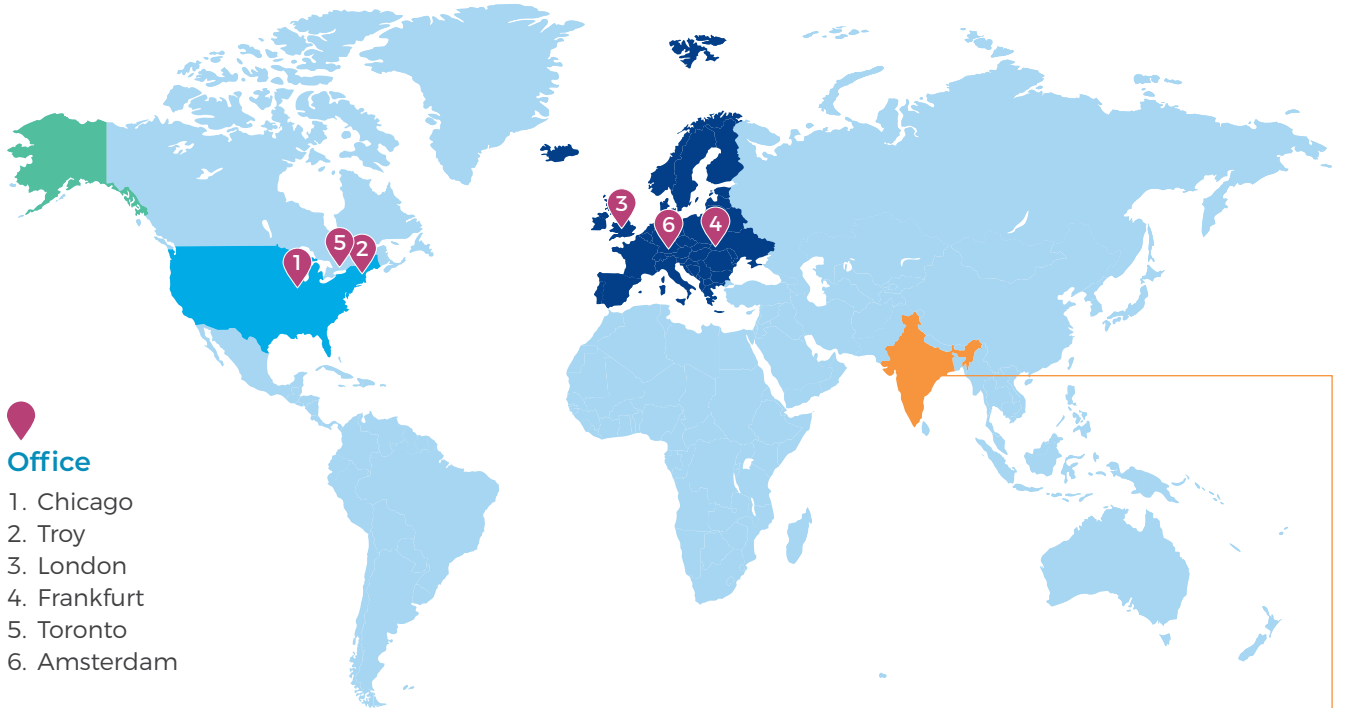 3
6
4
5
2
1
Office
1. Chicago
2. Troy
3. London
4. Frankfurt
5. Toronto
6. Amsterdam